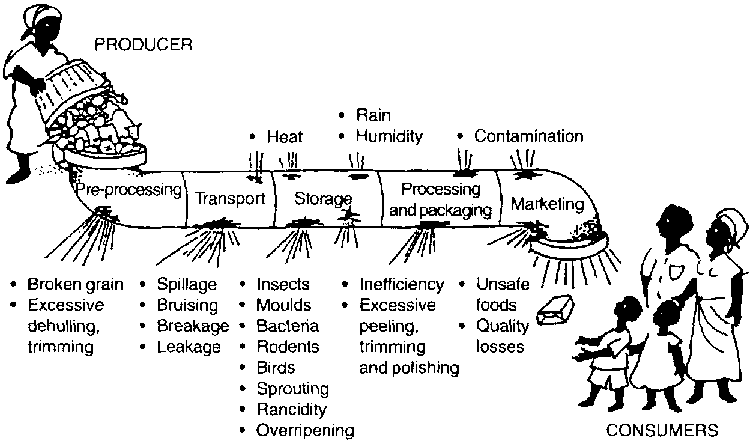 PRODUCER
• Rain
• Heat
• Humidity
• Contamination
Pre-processing
Transport
Storage
Processing
and packaging
Marketing
• Broken grain
• Excessive
dehulling,
trimming
• Spillage
• Bruising
• Breakage
• Leakage
• Insects
• Moulds
• Bacteria
• Rodents
• Birds
• Sprouting
• Rancidity
• Overripening
• Inefficiency
• Excessive
peeling,
trimming
and polishing
• Unsafe
foods
• Quality
losses
CONSUMERS